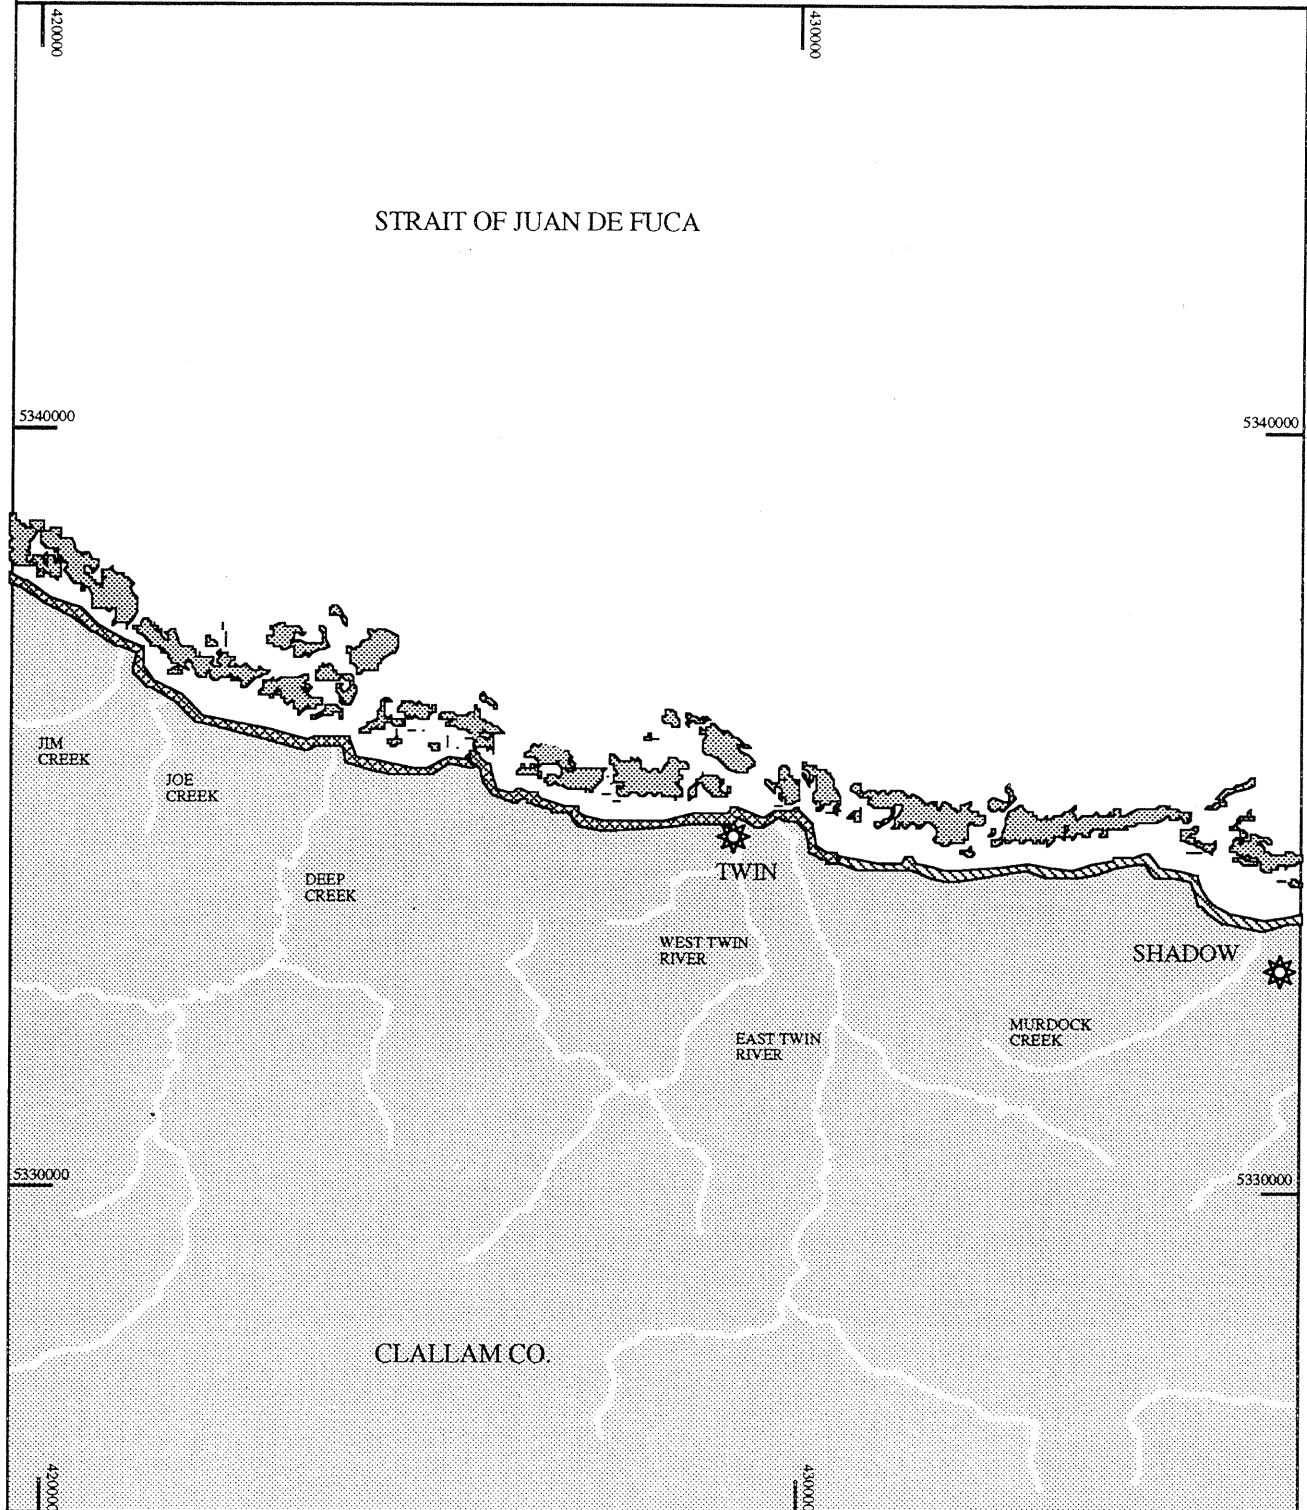 420000
430000
STRAIT OF JUAN DE FUCA
5340000
5340000
JIM
CREEK
JOE
CREEK
DEEP
CREEK
TWIN
WEST TWIN
RIVER
SHADOW
EAST TWIN
RIVER
MURDOCK
CREEK
5330000
5330000
CLALLAM CO.
420000
430000